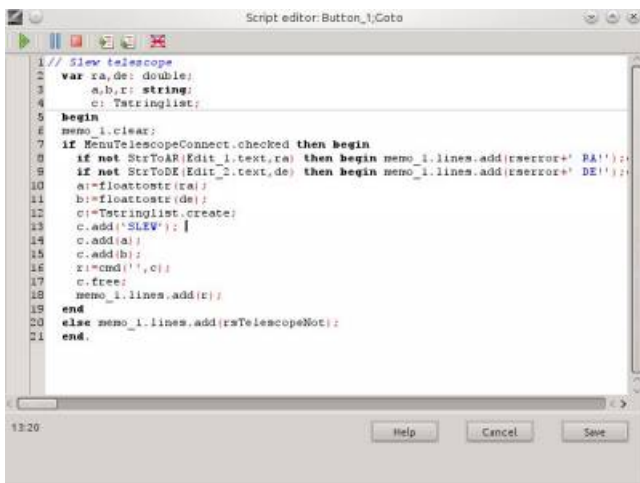 Script editor: Button_1;Goto
1 // Slew telescope
2 var ra,de: double;
3 a,b,r: string;
4 c: Tstringlist;
5 begin
6 memo_1.clear;
7 if MenuTelescopeConnect.checked then begin
8 if not StrToAR(Edit_1.text,ra) then begin memo_1.lines.add(rserror+' RA!');
9 if not StrToDE(Edit_2.text,de) then begin memo_1.lines.add(rserror+' DE!');
10 a:=floattostr(ra);
11 b:=floattostr(de);
12 c:=Tstringlist.create;
13 c.add('SLEW');
14 c.add(a);
15 c.add(b);
16 r:=cmd('',c);
17 c.free;
18 memo_1.lines.add(r);
19 end
20 else memo_1.lines.add(rsTelescopeNot);
21 end.
13:20 Help Cancel Save